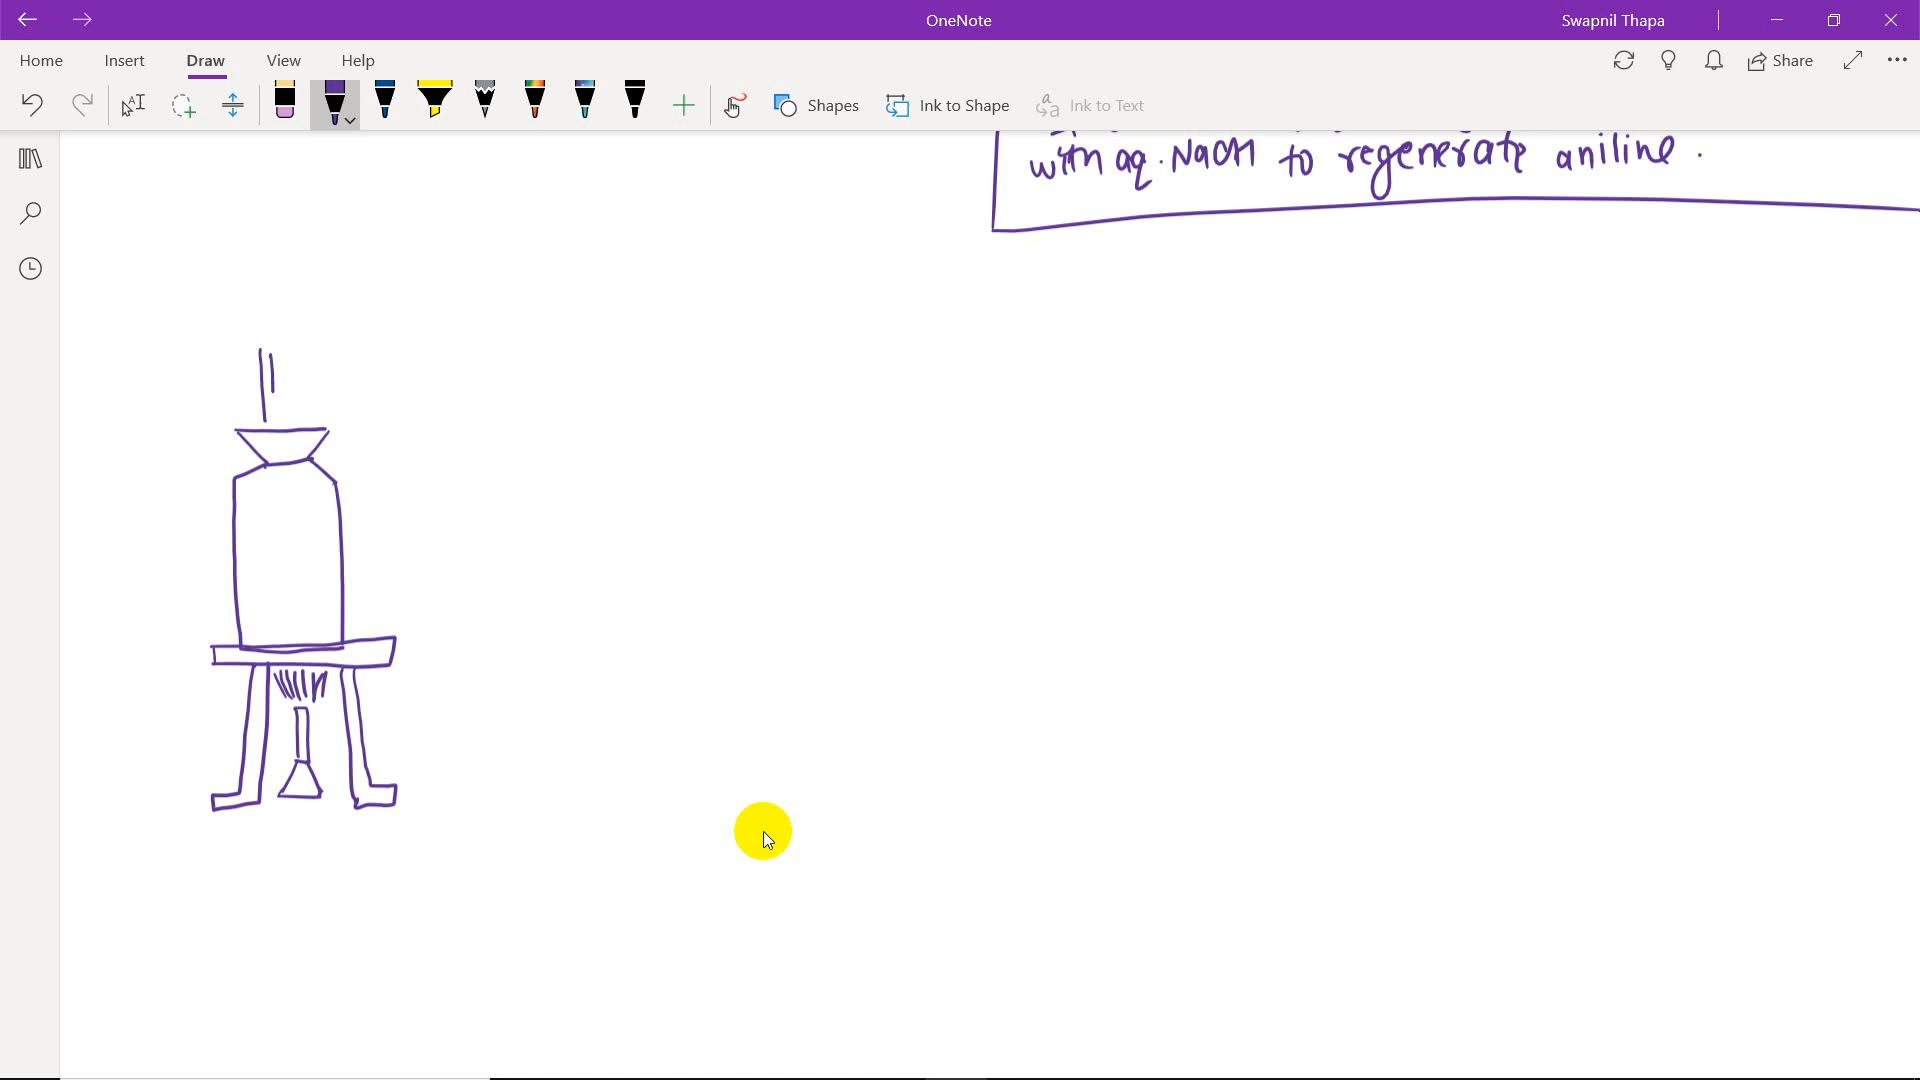 OneNote
Swapnil Thapa
Home Insert Draw View Help
Share
Shapes Ink to Shape Ink to Text
with aq. NaOH to regenerate aniline.